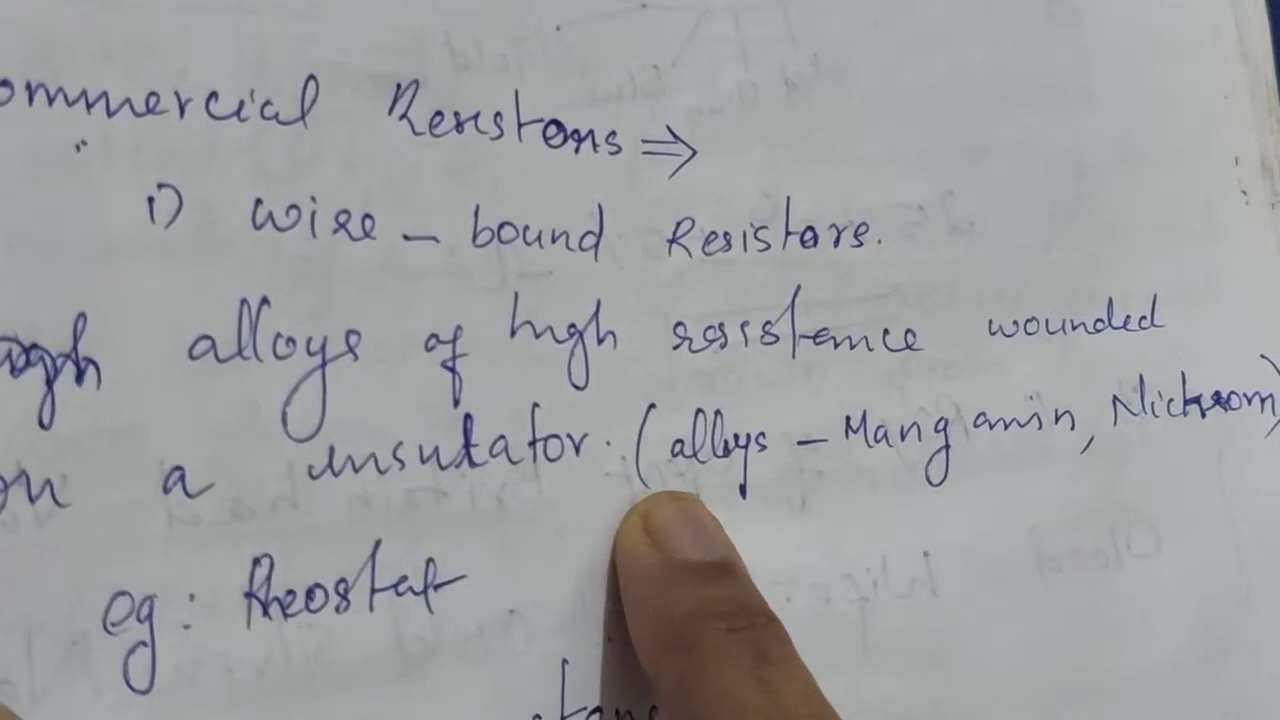 ommercial Resistors ⇒
1) wire - bound Resistors.
alloys of high resistance wounded
on a insulator. (alloys - Manganin, Nichrom)
eg: Rheostat